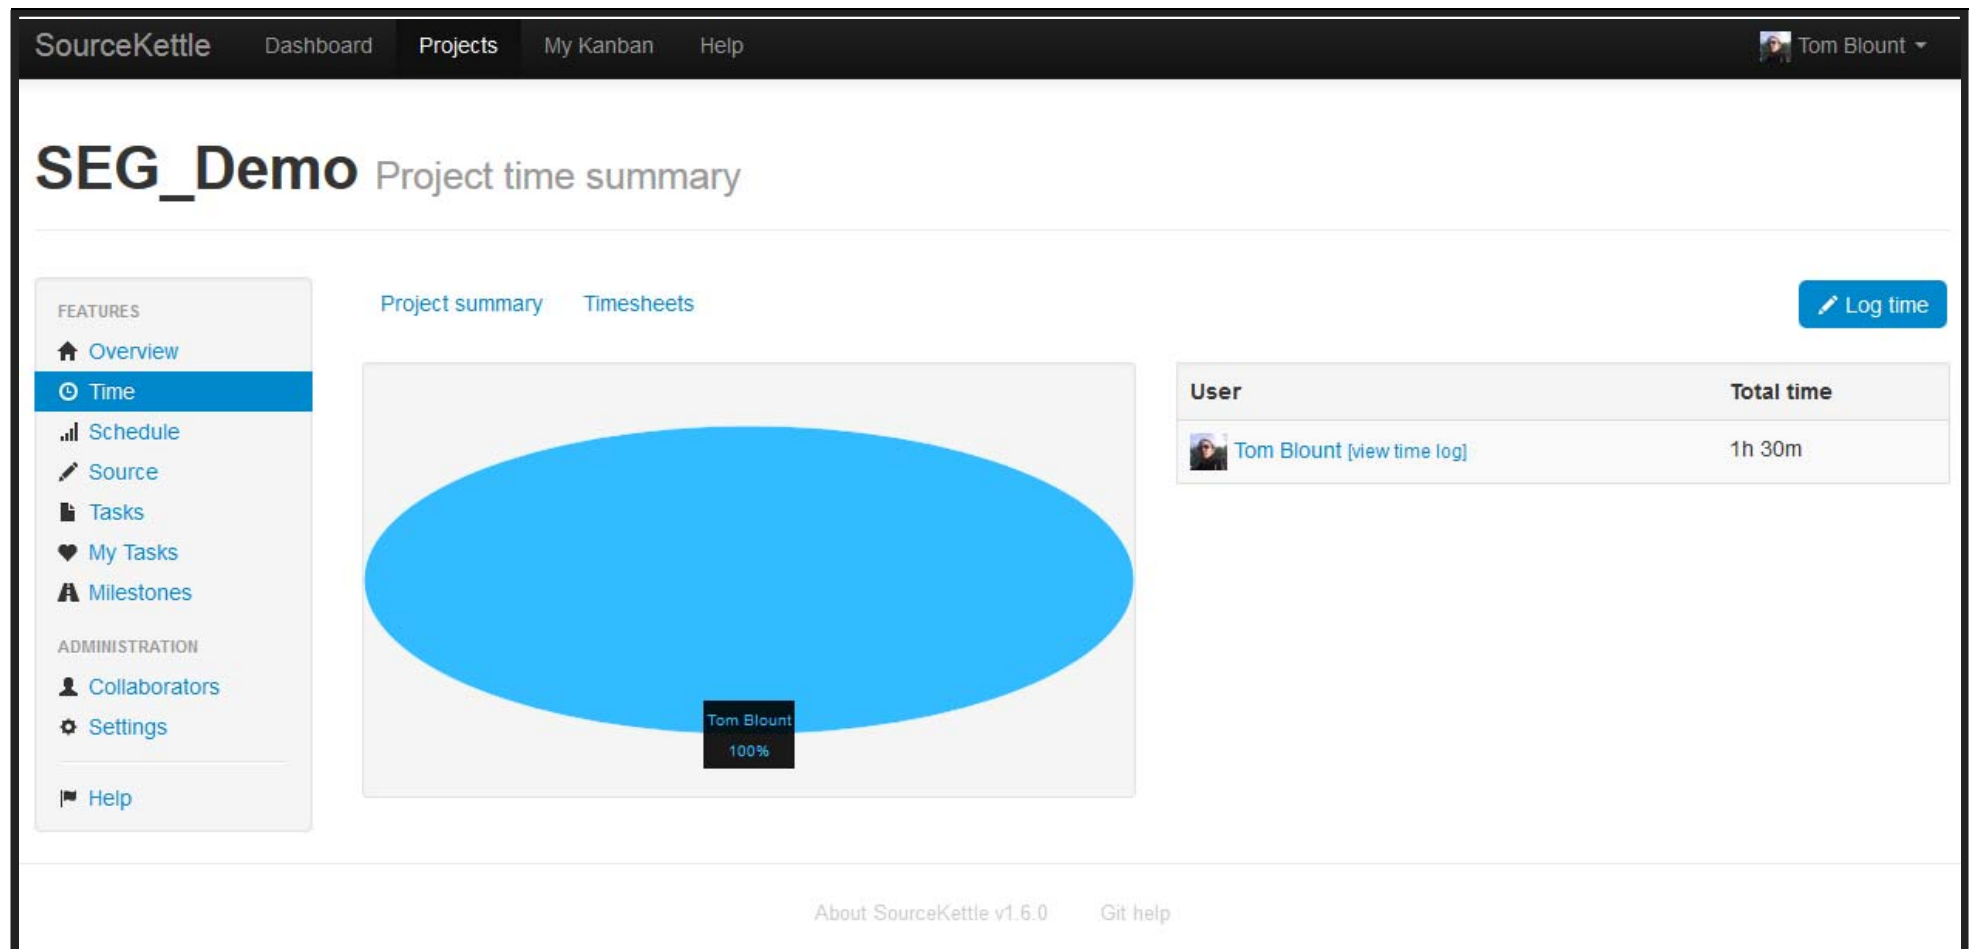 SourceKettle Dashboard Projects My Kanban Help Tom Blount
SEG_Demo Project time summary
FEATURES
Overview
Time
Schedule
Source
Tasks
My Tasks
Milestones
ADMINISTRATION
Collaborators
Settings
Help
Project summary Timesheets
Log time
Tom Blount
100%
User Total time
Tom Blount [view time log] 1h 30m
About SourceKettle v1.6.0 Git help